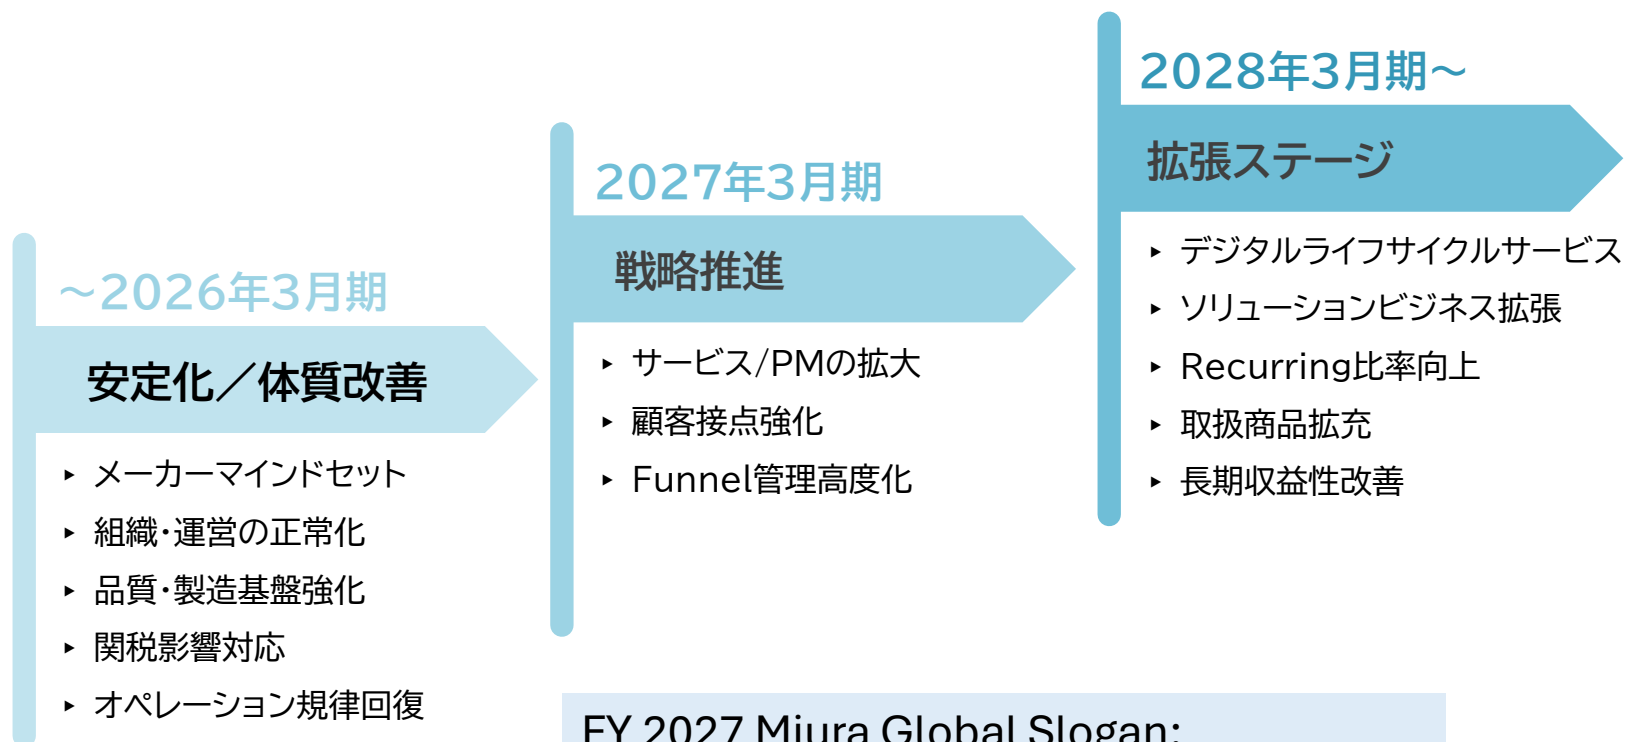 ～2026年3月期
安定化／体質改善
▸ メーカーマインドセット
▸ 組織・運営の正常化
▸ 品質・製造基盤強化
▸ 関税影響対応
▸ オペレーション規律回復
2027年3月期
戦略推進
▸ サービス/PMの拡大
▸ 顧客接点強化
▸ Funnel管理高度化
2028年3月期～
拡張ステージ
▸ デジタルライフサイクルサービス
▸ ソリューションビジネス拡張
▸ Recurring比率向上
▸ 取扱商品拡充
▸ 長期収益性改善
FY 2027 Miura Global Slogan: